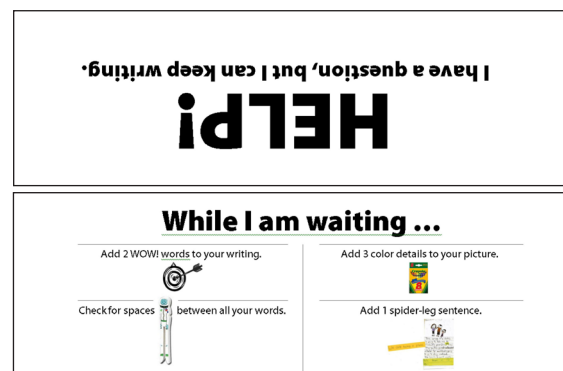 I have a question, but I can keep writing.
HELP!
While I am waiting ...
Add 2 WOW! words to your writing.
Add 3 color details to your picture.
Check for spaces between all your words.
Add 1 spider-leg sentence.